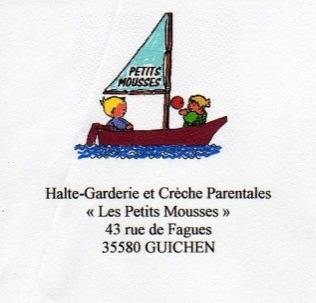 PETITS
MOUSSES
Halte-Garderie et Crèche Parentales
« Les Petits Mousses »
43 rue de Fagues
35580 GUICHEN